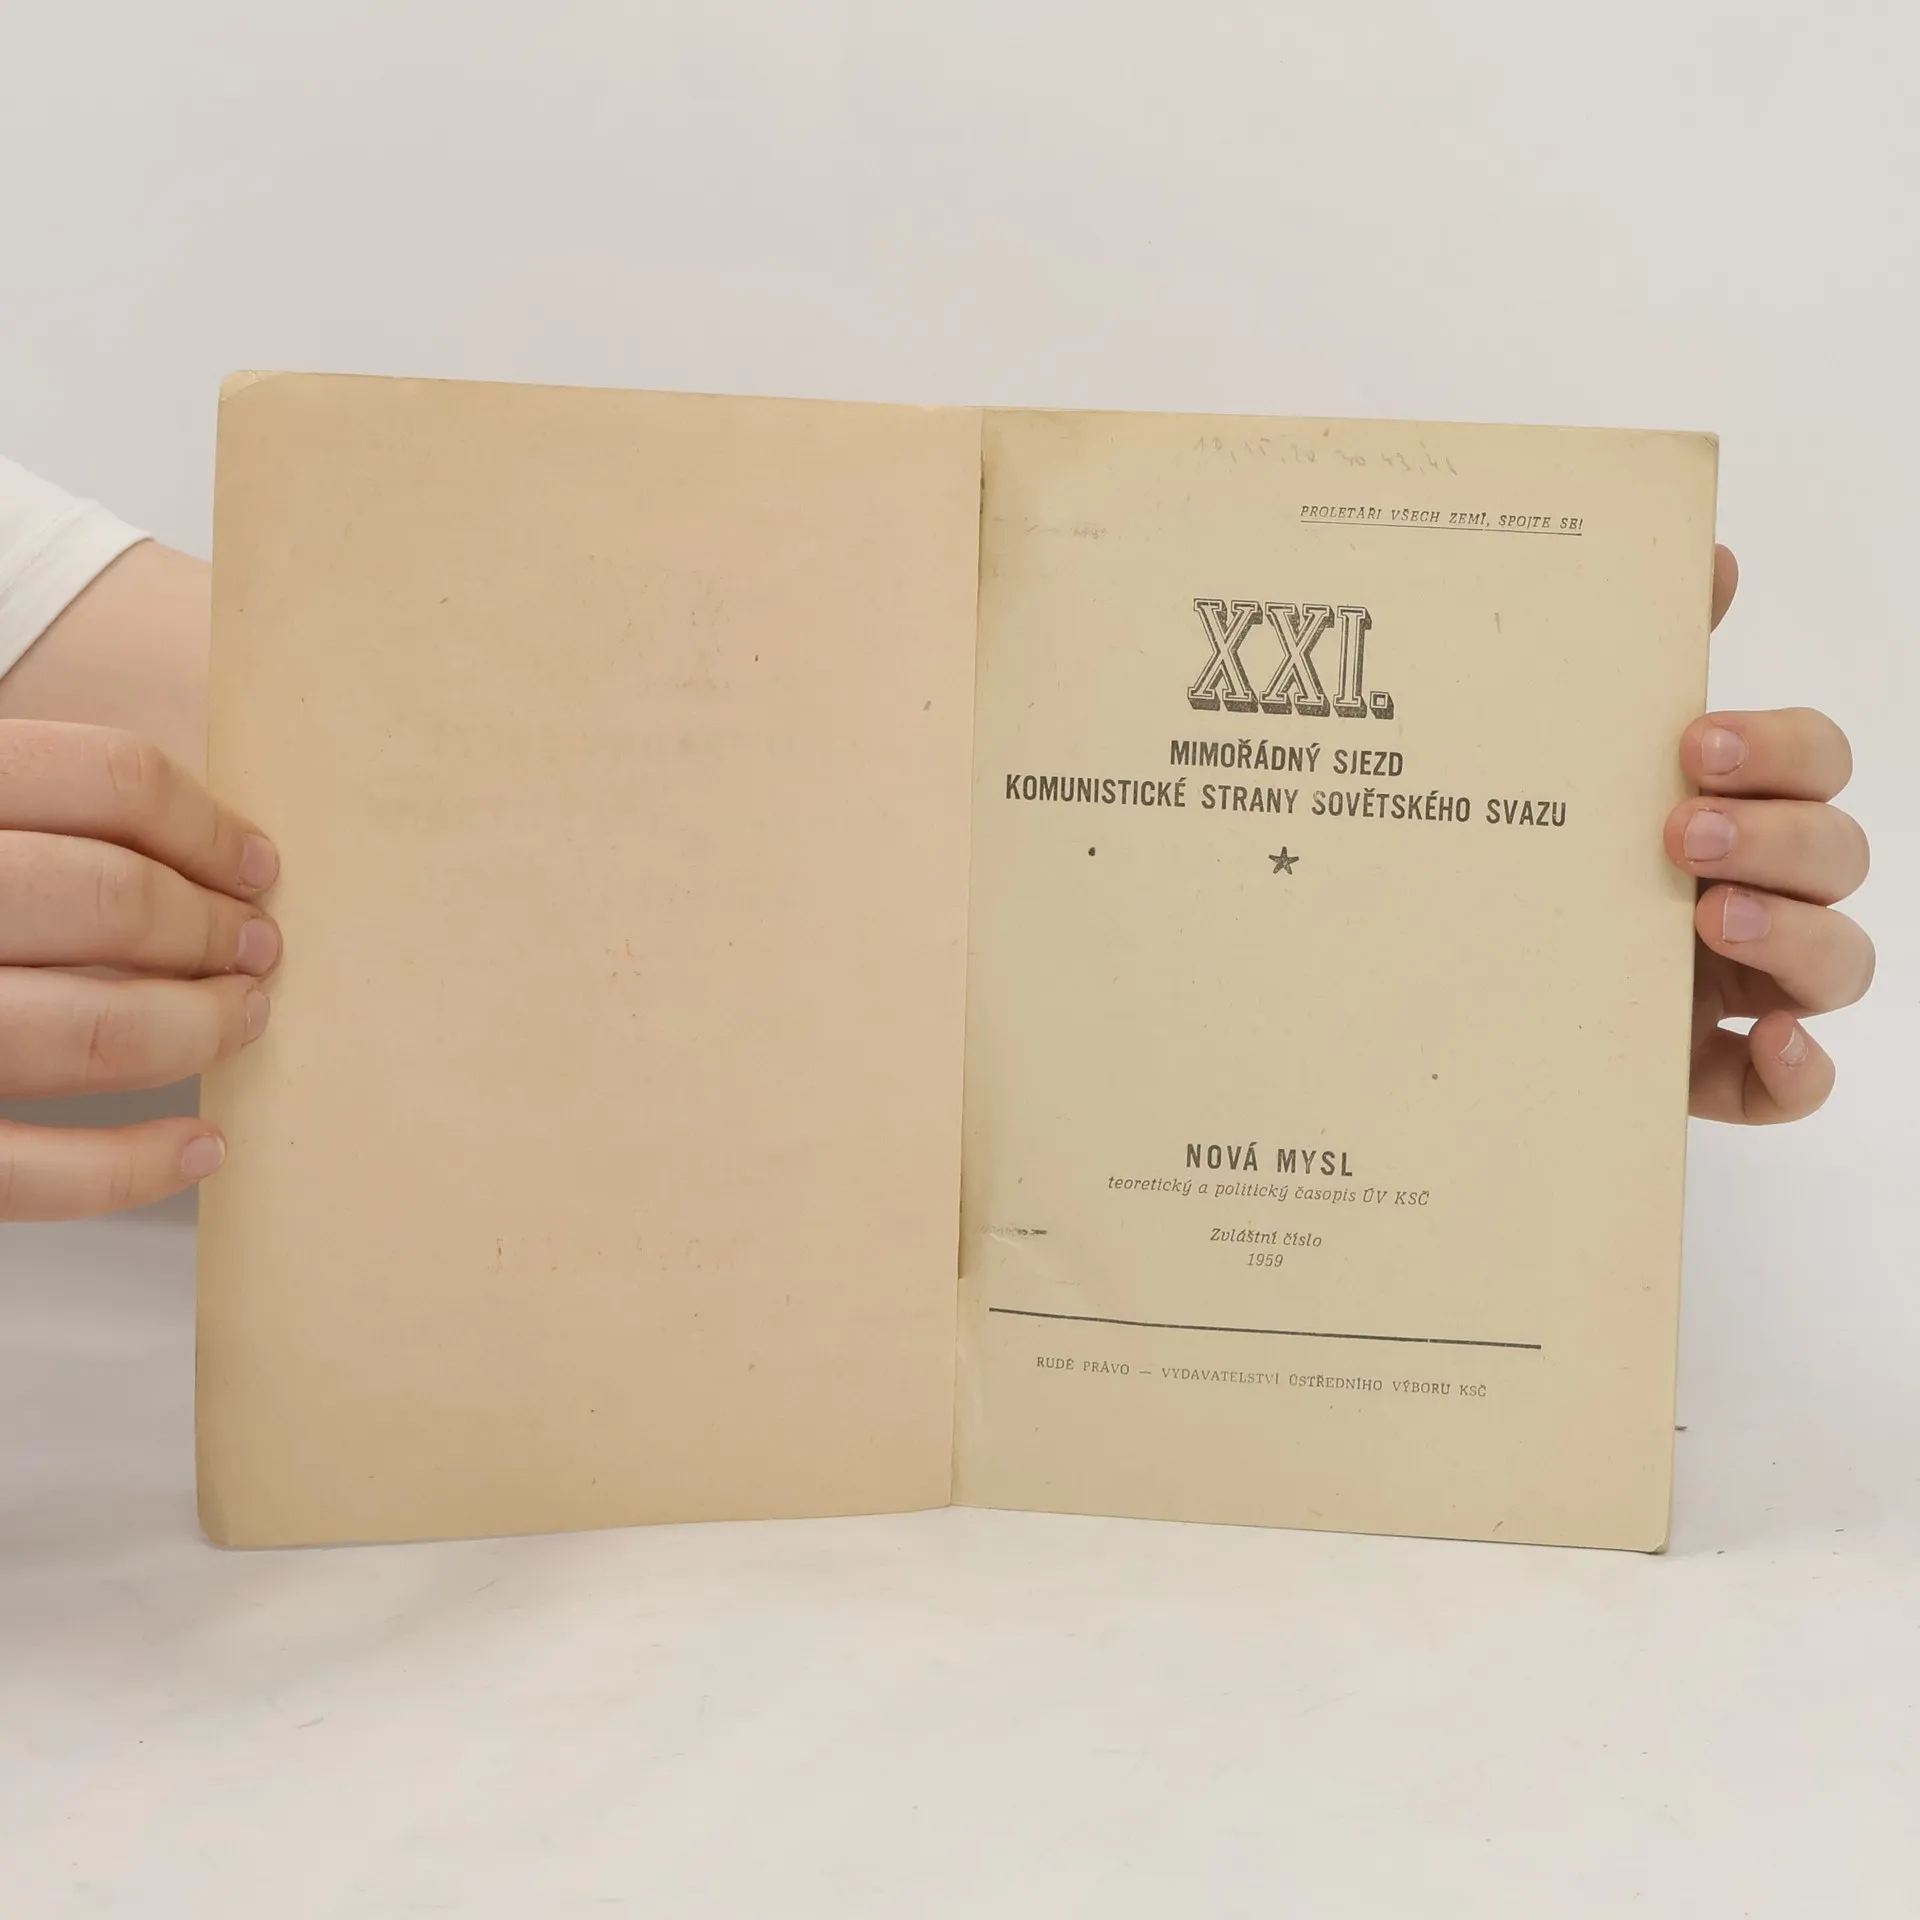 PROLETÁŘI VŠECH ZEMÍ, SPOJTE SE!
XXI.
MIMOŘÁDNÝ SJEZD
KOMUNISTICKÉ STRANY SOVĚTSKÉHO SVAZU
NOVÁ MYSL
teoretický a politický časopis ÚV KSČ
Zvláštní číslo
1959
RUDÉ PRÁVO — VYDAVATELSTVÍ ÚSTŘEDNÍHO VÝBORU KSČ